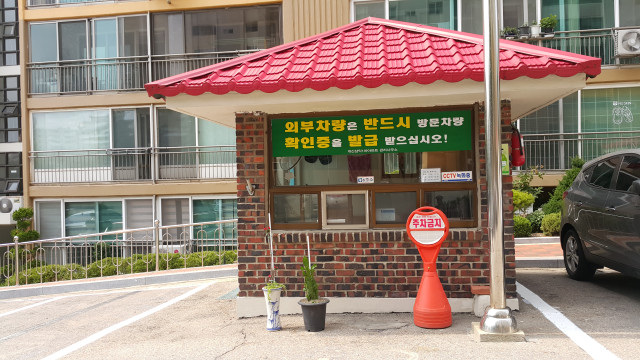 외부차량은 반드시 방문차량
확인증을 발급 받으십시오!
CCTV 녹화중
주차금지